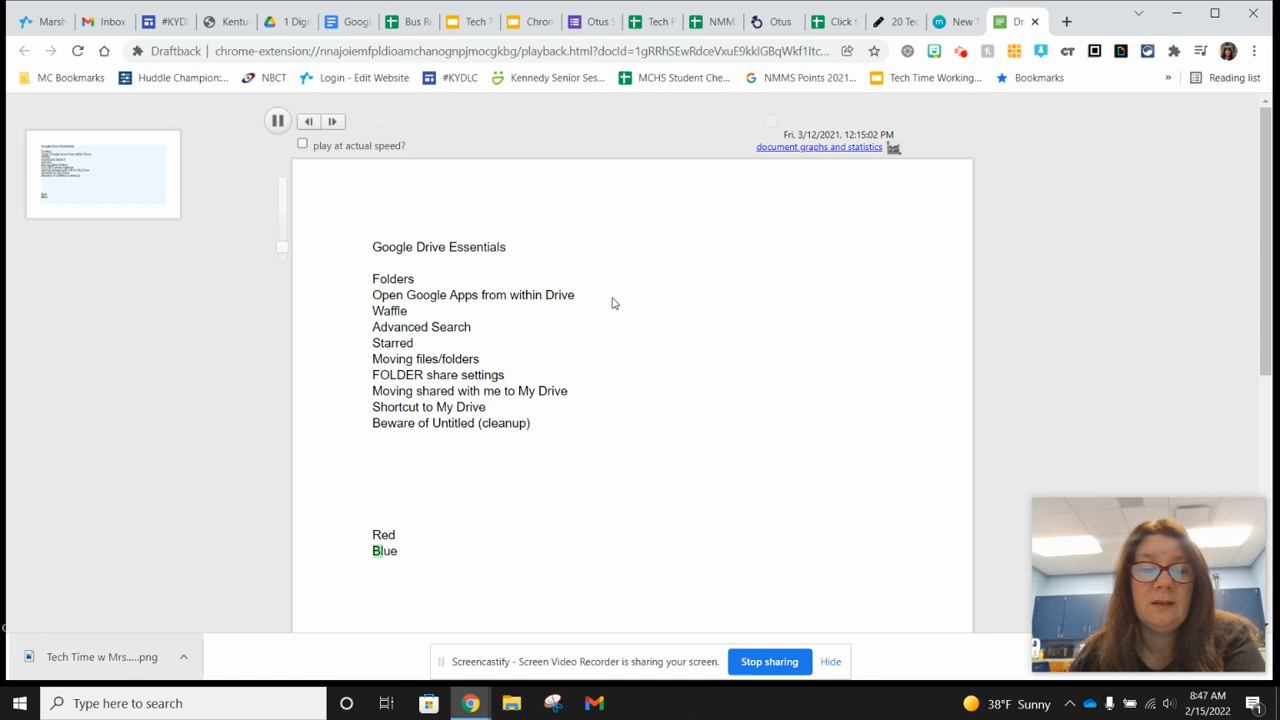 Marsh
Inbox
#KYDL
Kentu
1 Digi
Googl
Bus Re
Tech T
Chron
Otus S
Tech P
NMM
Otus
Click t
20 Tec
New T
Dr
Draftback
chrome-extension://nnajoiemfpldioamchanognpjmocgkbg/playback.html?docId=1gRRhSEwRdceVxuE9kklGBqWkf1Itc...
MC Bookmarks
Huddle Champion:...
NBCT
Login - Edit Website
#KYDLC
Kennedy Senior Ses...
MCHS Student Che...
NMMS Points 2021...
Tech Time Working...
Bookmarks
»
Reading list
play at actual speed?
Fri. 3/12/2021, 12:15:02 PM
document graphs and statistics
Google Drive Essentials
Folders
Open Google Apps from within Drive
Waffle
Advanced Search
Starred
Moving files/folders
FOLDER share settings
Moving shared with me to My Drive
Shortcut to My Drive
Beware of Untitled (cleanup)
Red
Blue
Tech Time w Mrs.....png
Screencastify - Screen Video Recorder is sharing your screen.
Stop sharing
Hide
Type here to search
38°F Sunny
8:47 AM
2/15/2022